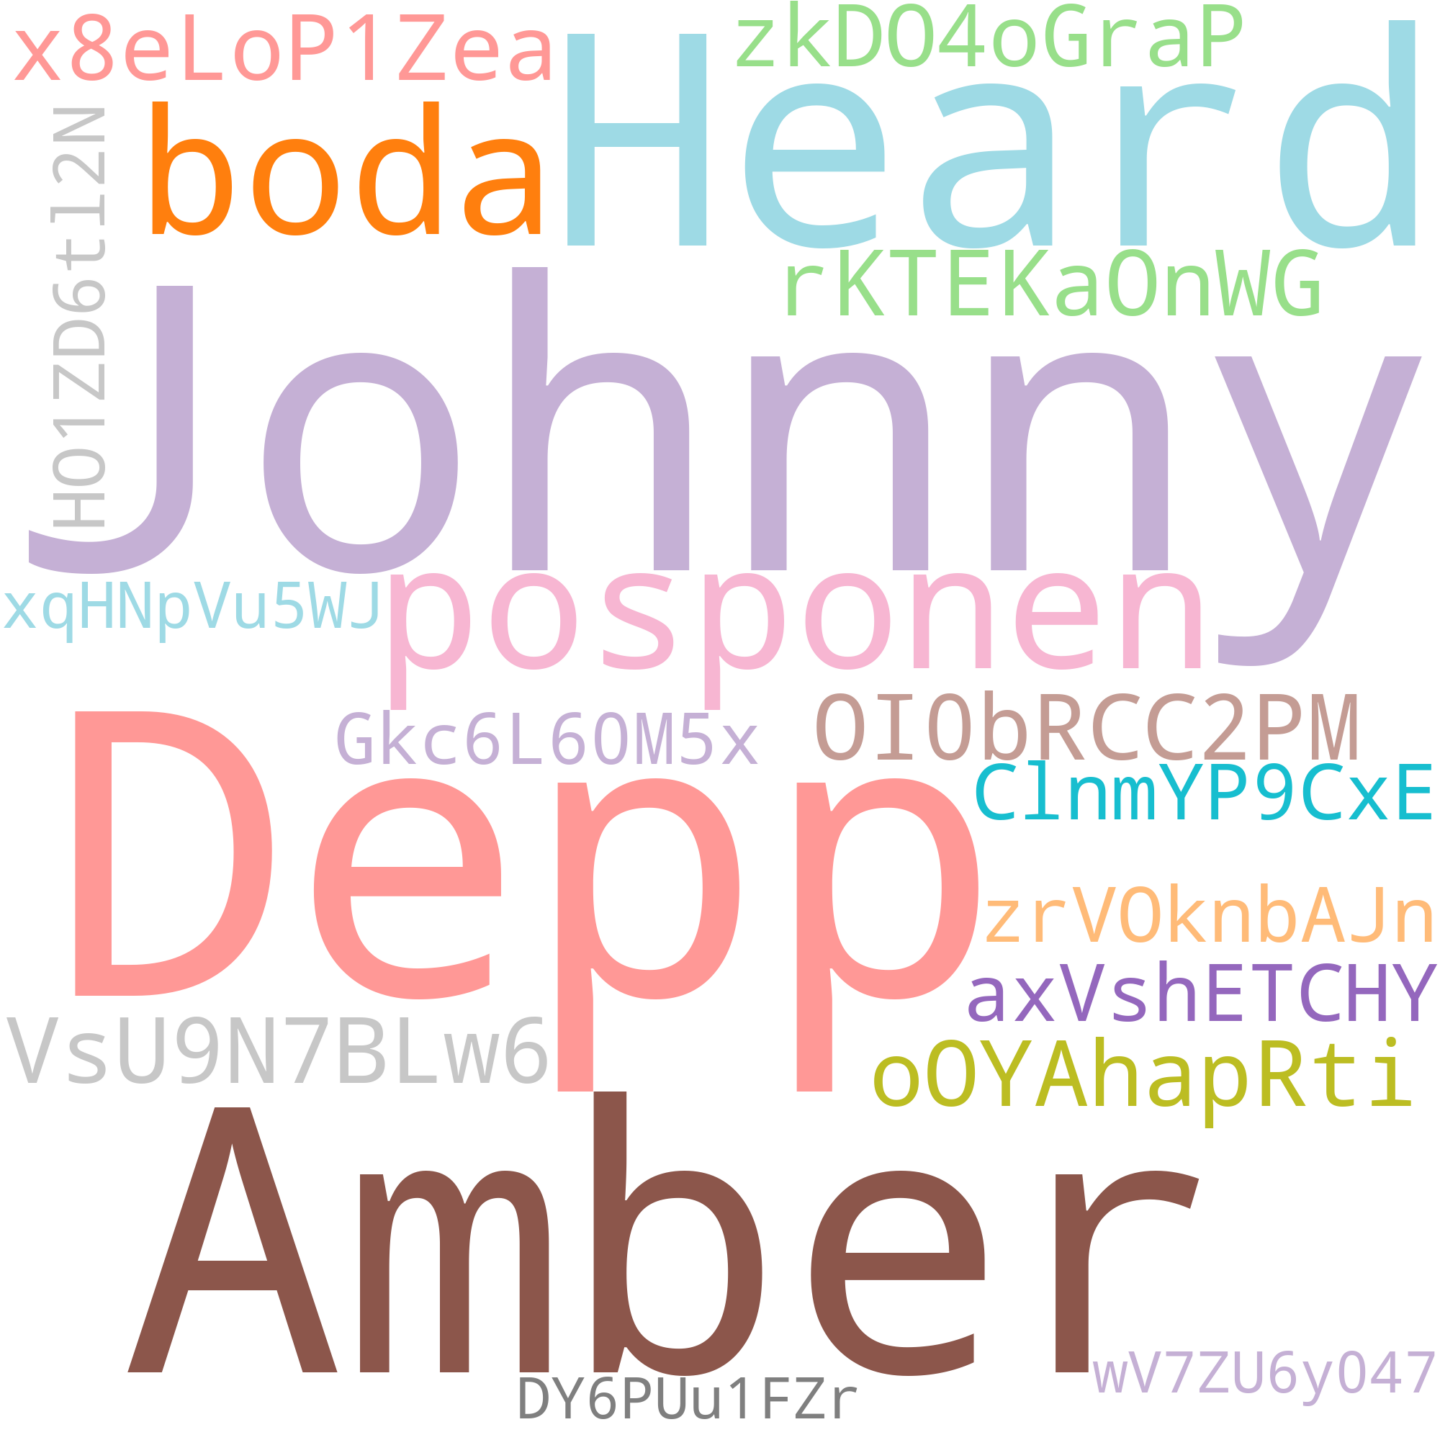 x8eLoP1Zea
zkDO4oGraP
Heard
boda
HO1ZD6tl2N
rKTEKaOnWG
Johnny
xqHNpVu5WJ
posponen
Gkc6L60M5x
OI0bRCC2PM
Depp
ClnmYP9CxE
zrVOknbAJn
axVshETCHY
VsU9N7BLw6
oOYAhapRti
Amber
wV7ZU6y047
DY6PUu1FZr